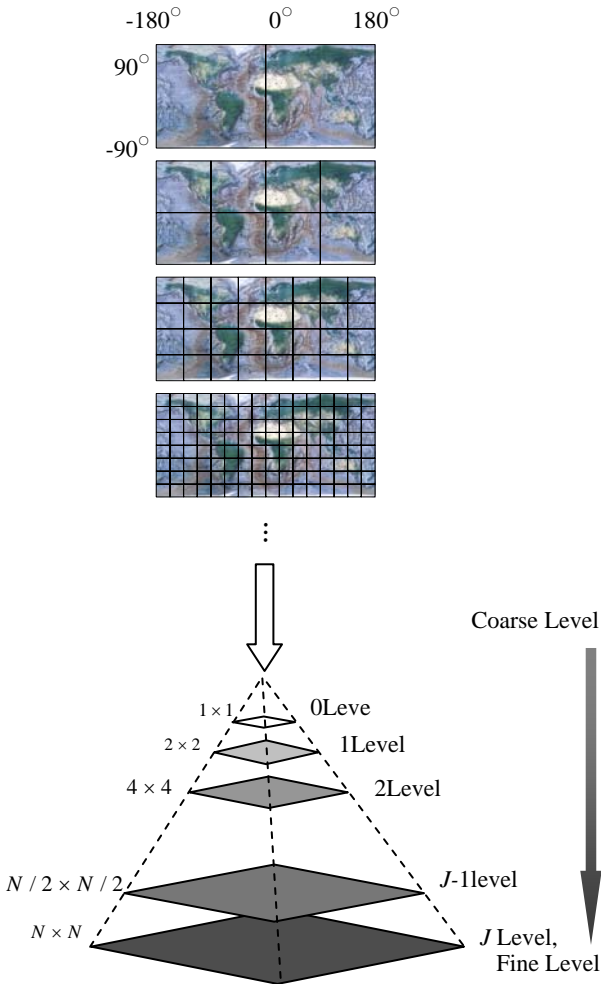 -180° 0° 180°
90°
-90°
⋮
Coarse Level
1 × 1 0Leve
2 × 2 1Level
4 × 4 2Level
N / 2 × N / 2 J-1level
N × N J Level,
Fine Level